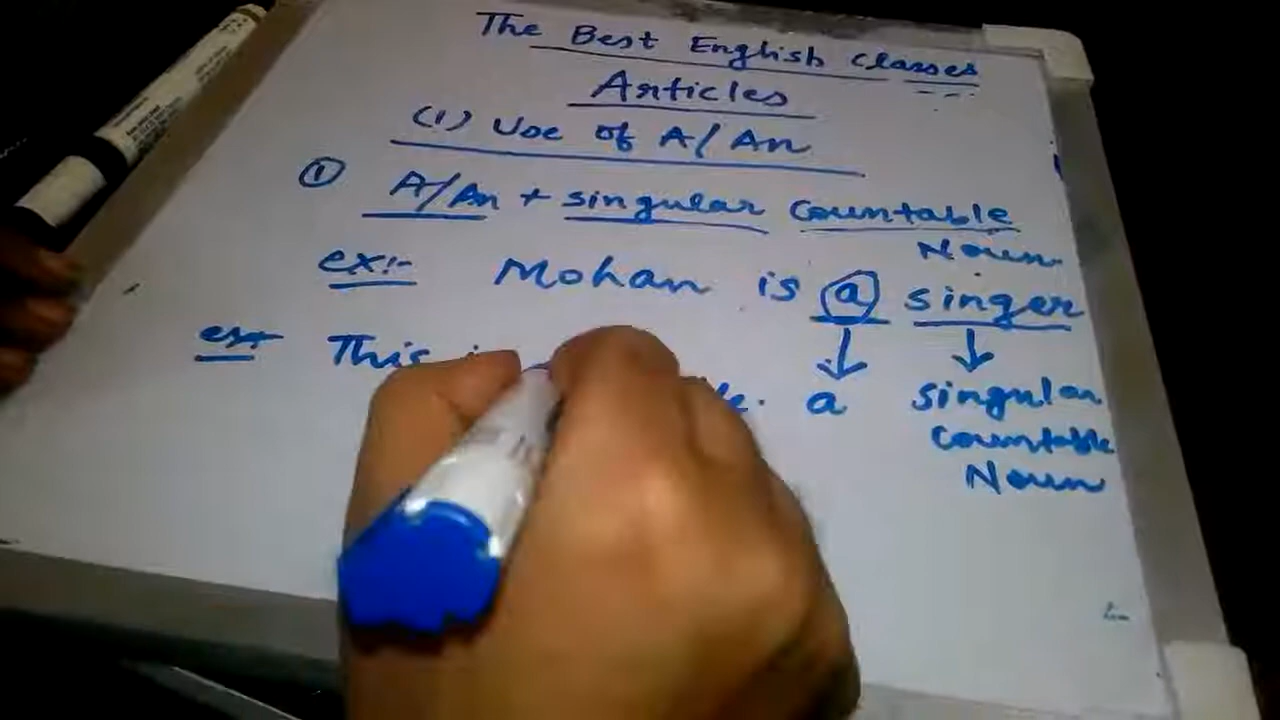 The Best English Classes
Articles
(1) Use of A/An
① A/An + singular countable
Noun.
ex:- Mohan is a singer
ex+ This a singular
countable
Noun